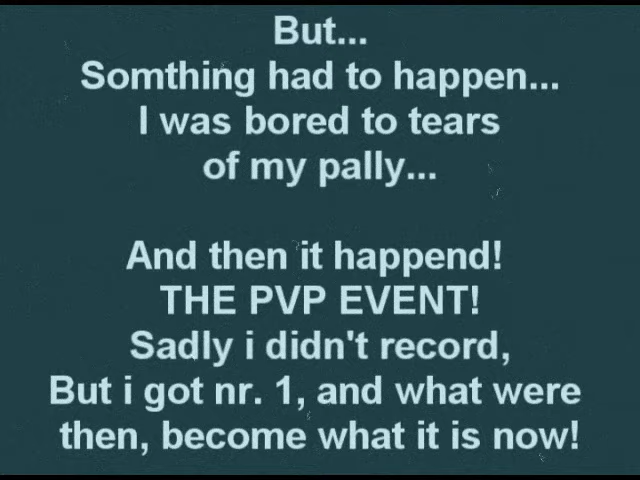 But...
Somthing had to happen...
I was bored to tears
of my pally...
And then it happend!
THE PVP EVENT!
Sadly i didn't record,
But i got nr. 1, and what were
then, become what it is now!